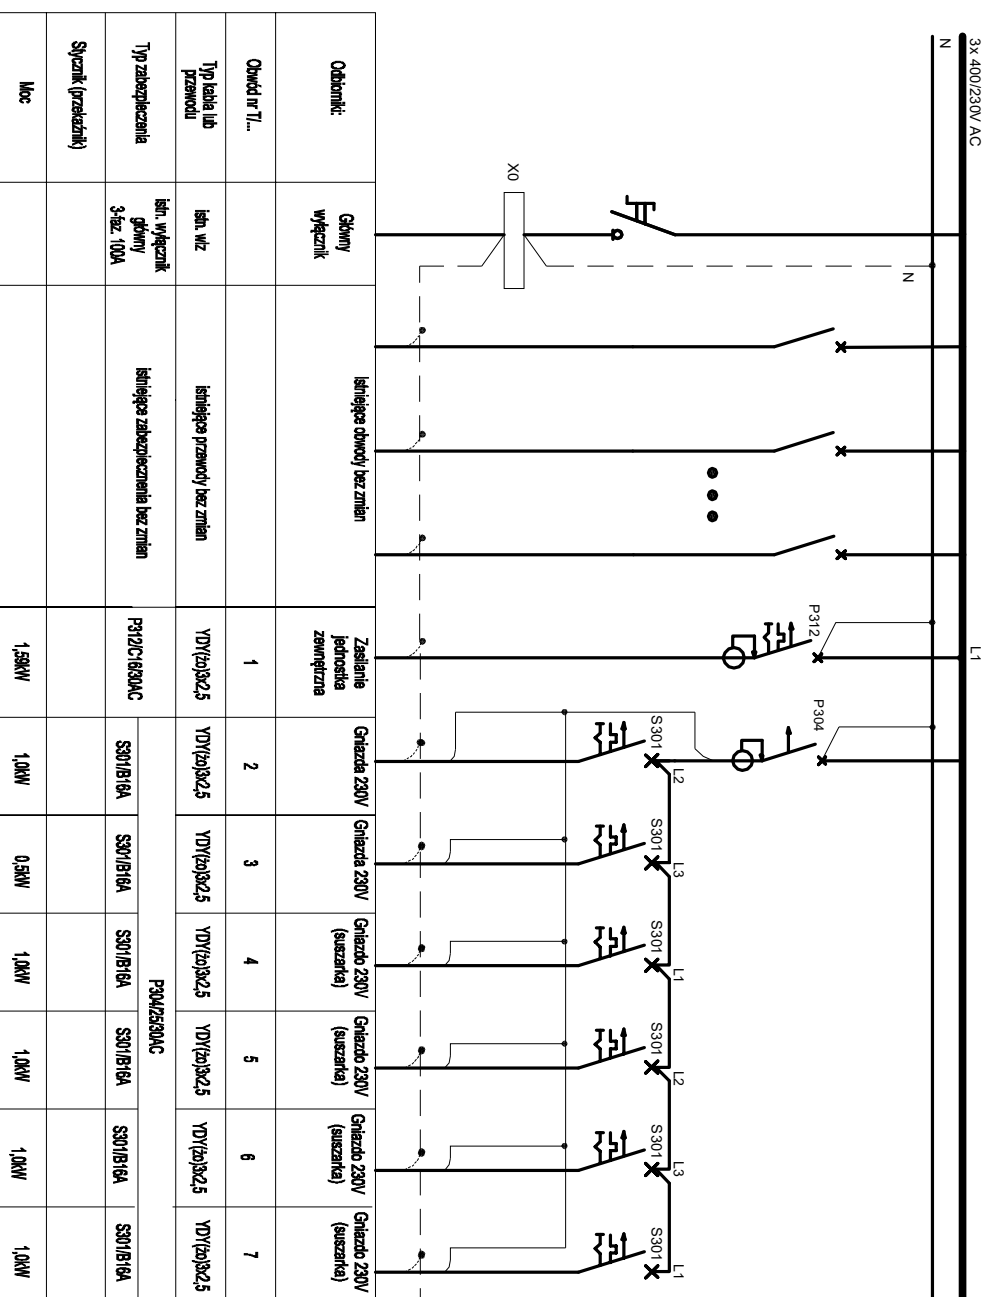 3x 400/230V AC
N
L1
N
X0
P312
P304
S301
L2
S301
L3
S301
L1
S301
L2
S301
L3
S301
L1
Odbiorniki:
Główny
wyłącznik
istniejące obwody bez zmian
Zasilanie
jednostka
zewnętrzna
Gniazda 230V
Gniazda 230V
Gniazdo 230V
(suszarka)
Gniazdo 230V
(suszarka)
Gniazdo 230V
(suszarka)
Gniazdo 230V
(suszarka)
Obwód nr T/...
1
2
3
4
5
6
7
Typ kabla lub
przewodu
istn. wlz
istniejące przewody bez zmian
YDY(żo)3x2,5
YDY(żo)3x2,5
YDY(żo)3x2,5
YDY(żo)3x2,5
YDY(żo)3x2,5
YDY(żo)3x2,5
YDY(żo)3x2,5
Typ zabezpieczenia
istn. wyłącznik
główny
3-faz. 100A
istniejące zabezpiecznenia bez zmian
P312/C16/30AC
P304/25/30AC
S301/B16A
S301/B16A
S301/B16A
S301/B16A
S301/B16A
S301/B16A
Stycznik (przekaźnik)
Moc
1,59kW
1,0kW
0,5kW
1,0kW
1,0kW
1,0kW
1,0kW